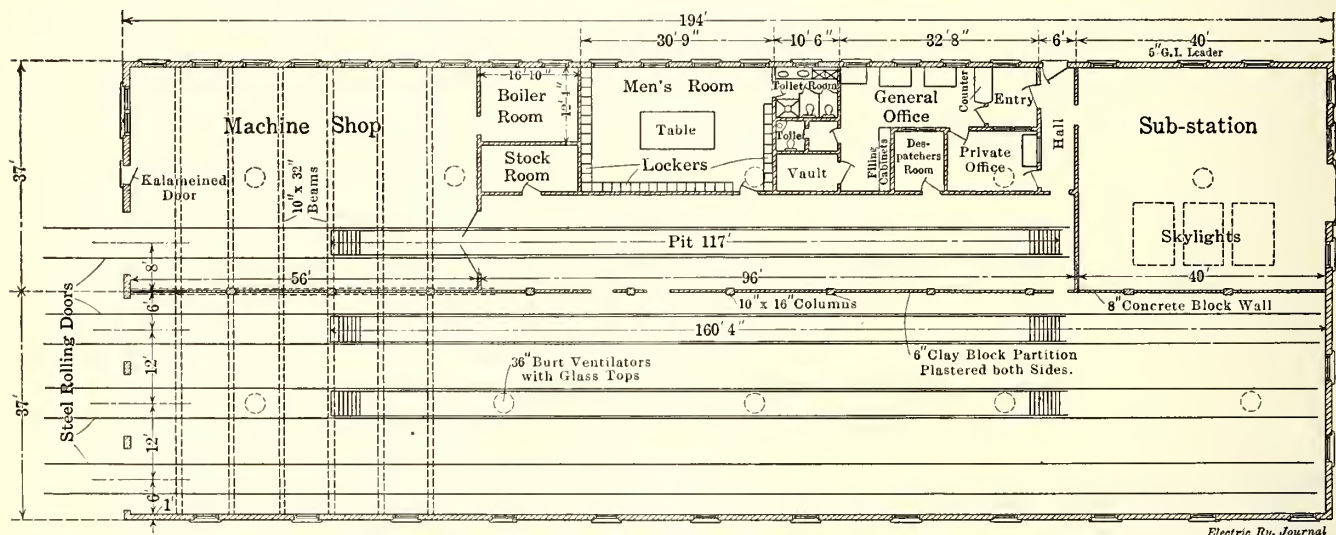 194'
30' 9"
10' 6"
32' 8"
6'
40'
5" G.I. Leader
16'-10"
12'-4"
37'
Machine Shop
Boiler
Room
Men's Room
Toilet Room
General
Office
Counter
Entry
Hall
Sub-station
Table
Toilet
Stock
Room
Lockers
Vault
Filing
Cabinets
Des-
patchers
Room
Private
Office
Kalameined
Door
10" x 32"
Beams
Pit 117'
Skylights
8'
56'
96'
40'
6'
10" x 16" Columns
8" Concrete Block Wall
160' 4"
Steel Rolling Doors
12'
36" Burt Ventilators
with Glass Tops
6" Clay Block Partition
Plastered both Sides.
37'
12'
6'
1'
Electric Ry. Journal